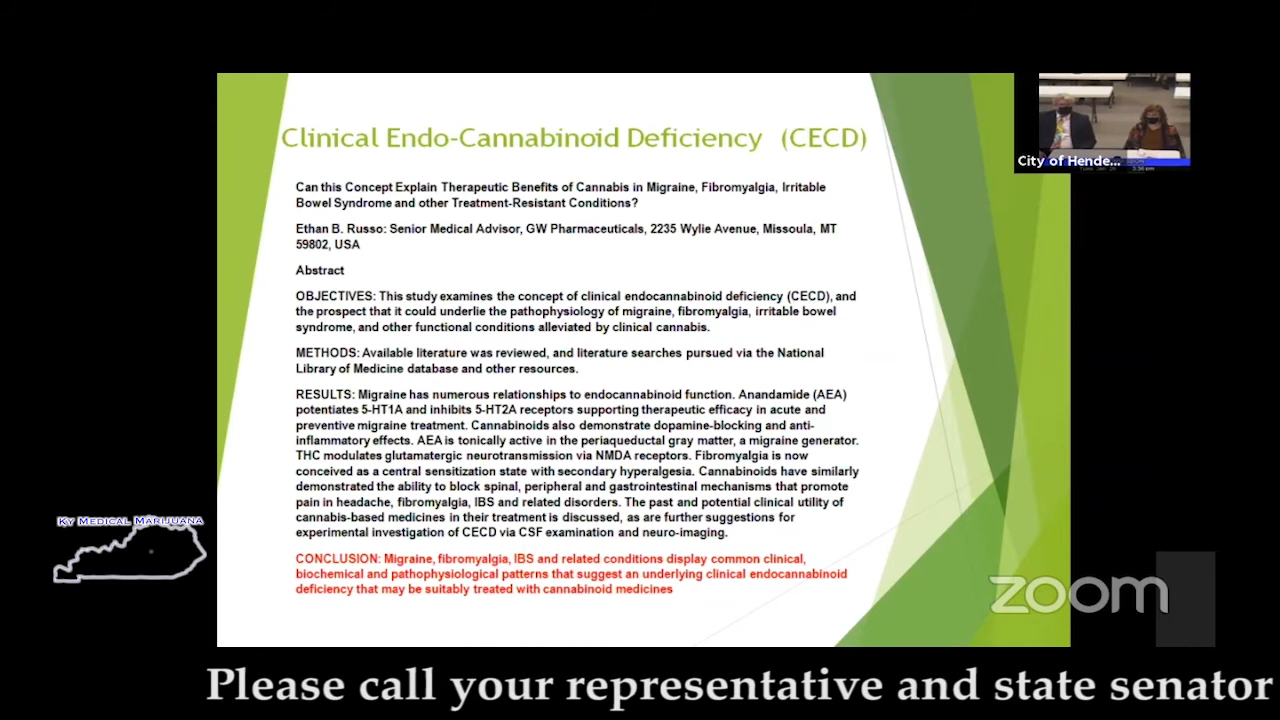 Clinical Endo-Cannabinoid Deficiency (CECD)
Can this Concept Explain Therapeutic Benefits of Cannabis in Migraine, Fibromyalgia, Irritable
Bowel Syndrome and other Treatment-Resistant Conditions?
Ethan B. Russo: Senior Medical Advisor, GW Pharmaceuticals, 2235 Wylie Avenue, Missoula, MT
59802, USA
Abstract
OBJECTIVES: This study examines the concept of clinical endocannabinoid deficiency (CECD), and
the prospect that it could underlie the pathophysiology of migraine, fibromyalgia, irritable bowel
syndrome, and other functional conditions alleviated by clinical cannabis.
METHODS: Available literature was reviewed, and literature searches pursued via the National
Library of Medicine database and other resources.
RESULTS: Migraine has numerous relationships to endocannabinoid function. Anandamide (AEA)
potentiates 5-HT1A and inhibits 5-HT2A receptors supporting therapeutic efficacy in acute and
preventive migraine treatment. Cannabinoids also demonstrate dopamine-blocking and anti-
inflammatory effects. AEA is tonically active in the periaqueductal gray matter, a migraine generator.
THC modulates glutamatergic neurotransmission via NMDA receptors. Fibromyalgia is now
conceived as a central sensitization state with secondary hyperalgesia. Cannabinoids have similarly
demonstrated the ability to block spinal, peripheral and gastrointestinal mechanisms that promote
pain in headache, fibromyalgia, IBS and related disorders. The past and potential clinical utility of
cannabis-based medicines in their treatment is discussed, as are further suggestions for
experimental investigation of CECD via CSF examination and neuro-imaging.
CONCLUSION: Migraine, fibromyalgia, IBS and related conditions display common clinical,
biochemical and pathophysiological patterns that suggest an underlying clinical endocannabinoid
deficiency that may be suitably treated with cannabinoid medicines
City of Hende...
KY MEDICAL MARIJUANA
zoom
Please call your representative and state senator